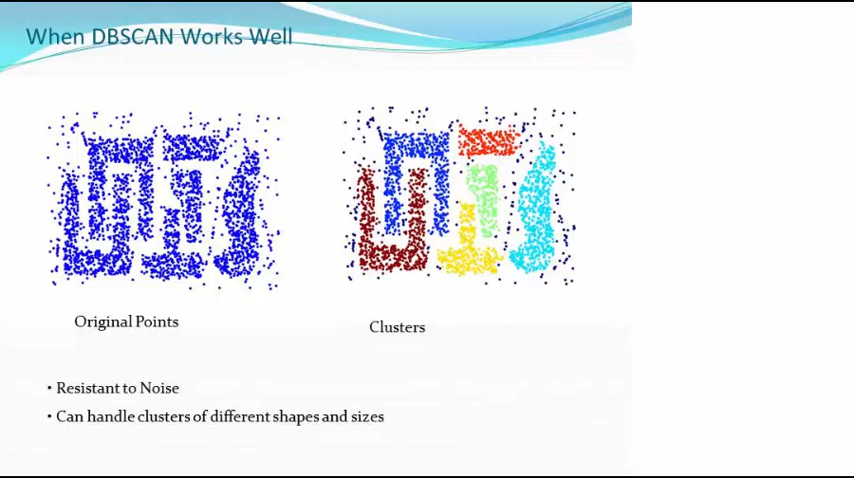 When DBSCAN Works Well
Original Points
Clusters
• Resistant to Noise
• Can handle clusters of different shapes and sizes